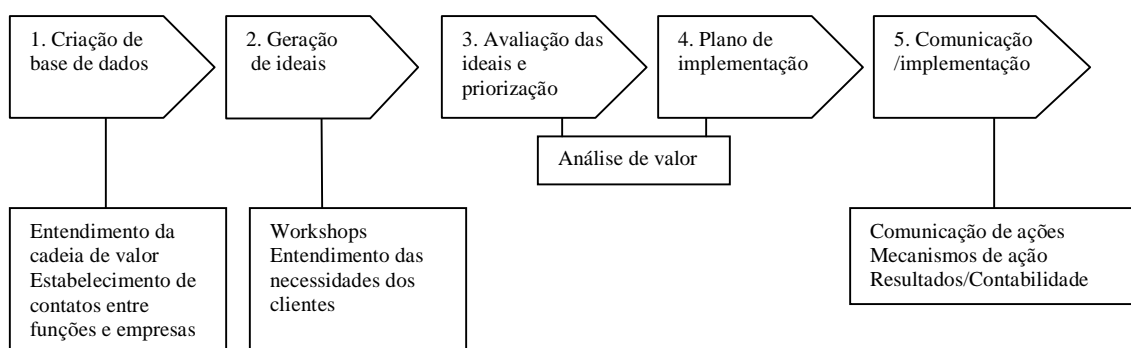 1. Criação de
base de dados
2. Geração
de ideais
3. Avaliação das
ideais e
priorização
4. Plano de
implementação
5. Comunicação
/implementação
Análise de valor
Entendimento da
cadeia de valor
Estabelecimento de
contatos entre
funções e empresas
Workshops
Entendimento das
necessidades dos
clientes
Comunicação de ações
Mecanismos de ação
Resultados/Contabilidade